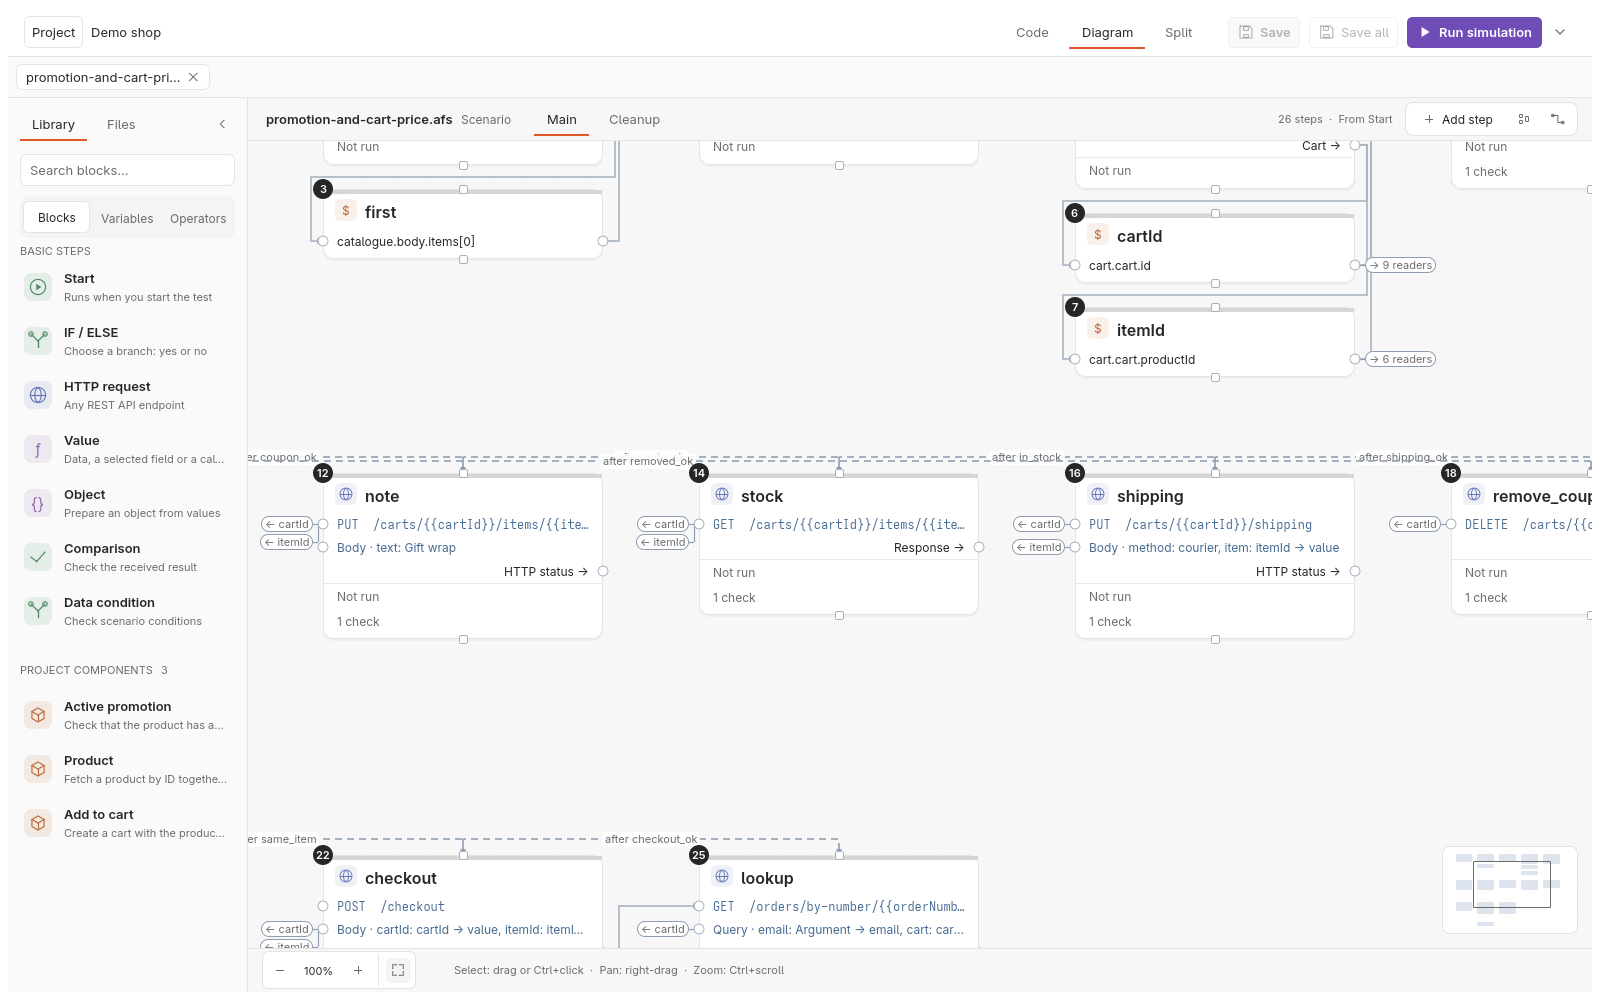 Project Demo shop Code Diagram Split Save Save all Run simulation
promotion-and-cart-pri...
Library Files
promotion-and-cart-price.afs Scenario Main Cleanup 26 steps · From Start + Add step
Search blocks...
Blocks Variables Operators
BASIC STEPS
Start
Runs when you start the test
IF / ELSE
Choose a branch: yes or no
HTTP request
Any REST API endpoint
Value
Data, a selected field or a cal...
Object
Prepare an object from values
Comparison
Check the received result
Data condition
Check scenario conditions
PROJECT COMPONENTS 3
Active promotion
Check that the product has a...
Product
Fetch a product by ID togethe...
Add to cart
Create a cart with the produc...
Not run
Not run
Cart →
Not run
Not run
1 check
3
$ first
catalogue.body.items[0]
6
$ cartId
cart.cart.id
→ 9 readers
7
$ itemId
cart.cart.productId
→ 6 readers
er coupon_ok
after removed_ok
after in_stock
after shipping_ok
12
note
← cartId
← itemId
PUT /carts/{{cartId}}/items/{{ite...
Body · text: Gift wrap
HTTP status →
Not run
1 check
14
stock
← cartId
← itemId
GET /carts/{{cartId}}/items/{{ite...
Response →
Not run
1 check
16
shipping
← cartId
← itemId
PUT /carts/{{cartId}}/shipping
Body · method: courier, item: itemId → value
HTTP status →
Not run
1 check
18
remove_coup
← cartId
DELETE /carts/{{c
Not run
1 check
er same_item
after checkout_ok
22
checkout
POST /checkout
← cartId
← itemId
Body · cartId: cartId → value, itemId: itemI...
25
lookup
GET /orders/by-number/{{orderNumb...
← cartId
Query · email: Argument → email, cart: car...
− 100% + Select: drag or Ctrl+click · Pan: right-drag · Zoom: Ctrl+scroll